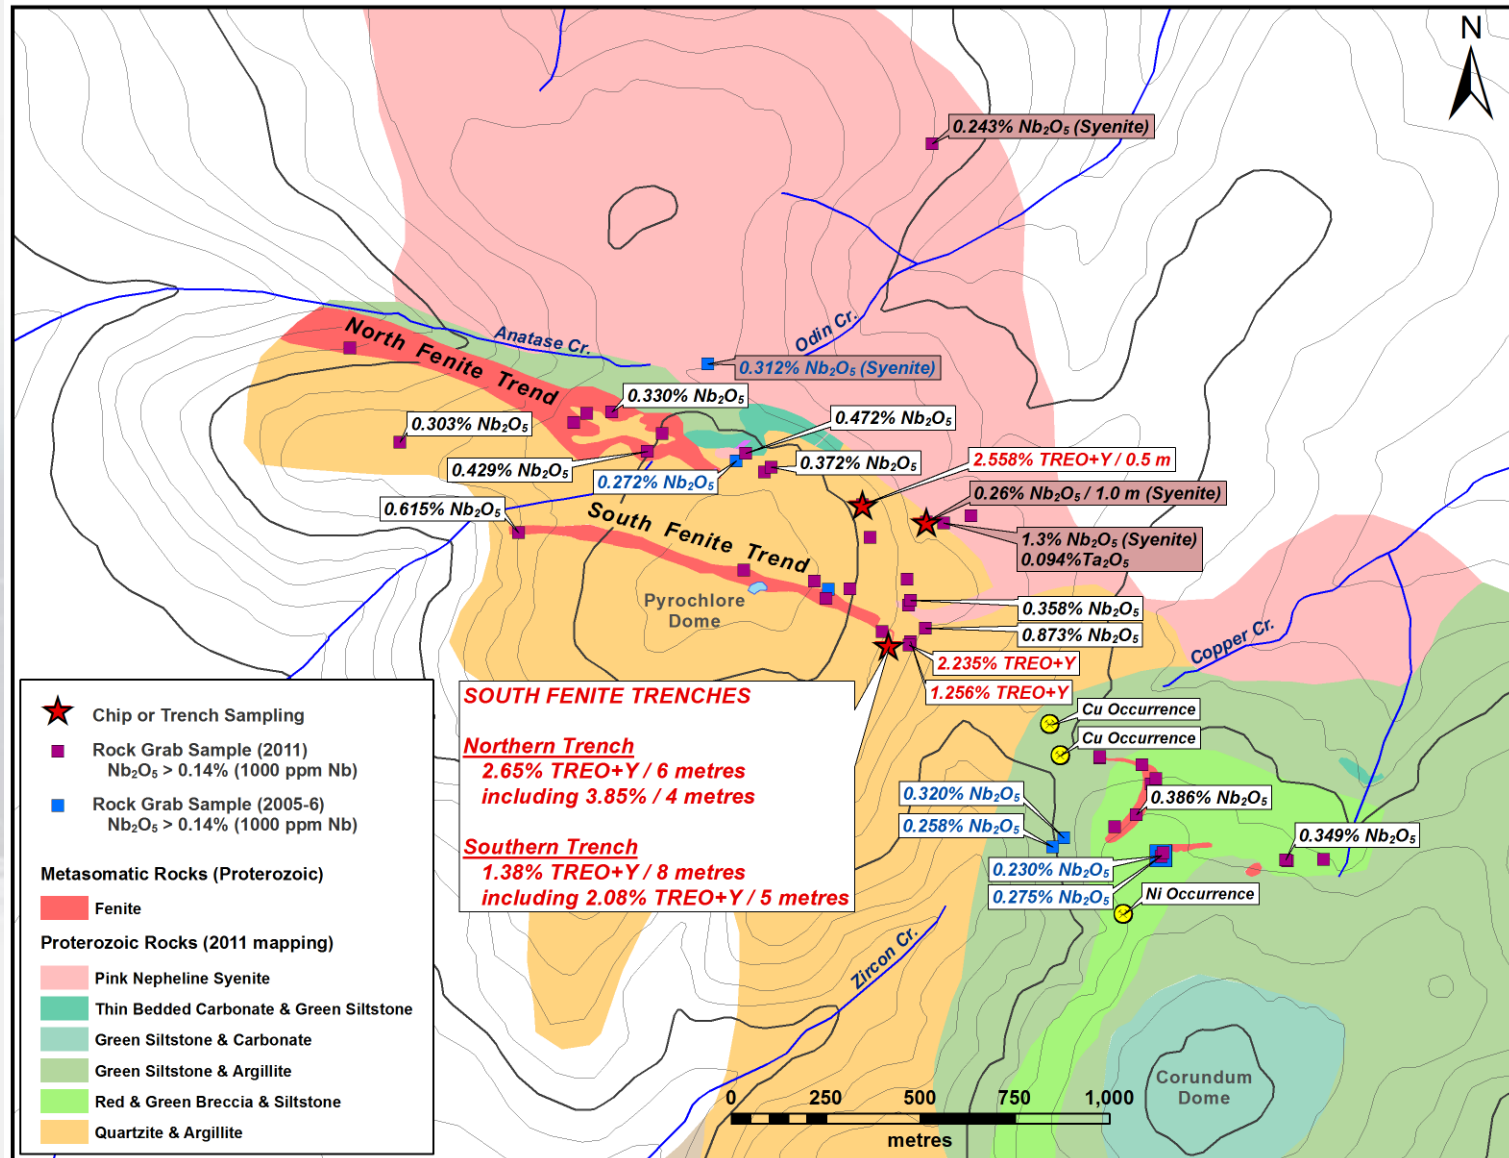 N
0.243% Nb₂O₅ (Syenite)
Odin Cr.
Anatase Cr.
North Fenite Trend
0.312% Nb₂O₅ (Syenite)
0.330% Nb₂O₅
0.303% Nb₂O₅
0.472% Nb₂O₅
0.429% Nb₂O₅
0.272% Nb₂O₅
0.372% Nb₂O₅
2.558% TREO+Y / 0.5 m
0.26% Nb₂O₅ / 1.0 m (Syenite)
0.615% Nb₂O₅
South Fenite Trend
1.3% Nb₂O₅ (Syenite)
0.094%Ta₂O₅
Pyrochlore
Dome
0.358% Nb₂O₅
0.873% Nb₂O₅
Copper Cr.
2.235% TREO+Y
1.256% TREO+Y
Cu Occurrence
Cu Occurrence
0.320% Nb₂O₅
0.258% Nb₂O₅
0.386% Nb₂O₅
0.349% Nb₂O₅
0.230% Nb₂O₅
0.275% Nb₂O₅
Ni Occurrence
Zircon Cr.
Corundum
Dome
SOUTH FENITE TRENCHES
Northern Trench
2.65% TREO+Y / 6 metres
including 3.85% / 4 metres
Southern Trench
1.38% TREO+Y / 8 metres
including 2.08% TREO+Y / 5 metres
Chip or Trench Sampling
Rock Grab Sample (2011)
Nb₂O₅ > 0.14% (1000 ppm Nb)
Rock Grab Sample (2005-6)
Nb₂O₅ > 0.14% (1000 ppm Nb)
Metasomatic Rocks (Proterozoic)
Fenite
Proterozoic Rocks (2011 mapping)
Pink Nepheline Syenite
Thin Bedded Carbonate & Green Siltstone
Green Siltstone & Carbonate
Green Siltstone & Argillite
Red & Green Breccia & Siltstone
Quartzite & Argillite
0 250 500 750 1,000
metres